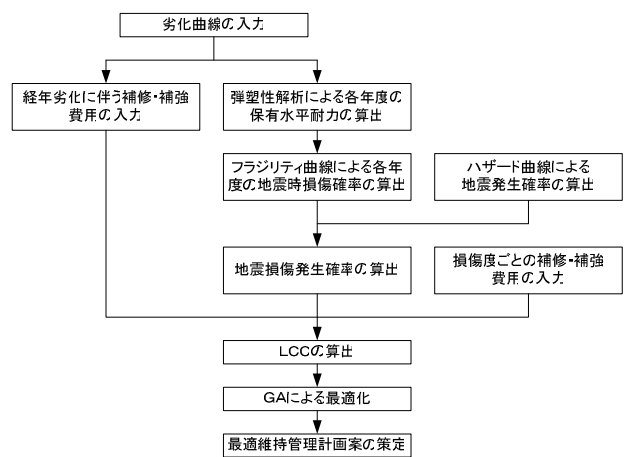 劣化曲線の入力
経年劣化に伴う補修・補強
費用の入力
弾塑性解析による各年度の
保有水平耐力の算出
フラジリティ曲線による各年
度の地震時損傷確率の算出
ハザード曲線による
地震発生確率の算出
地震損傷発生確率の算出
損傷度ごとの補修・補強
費用の入力
LCCの算出
GAによる最適化
最適維持管理計画案の策定